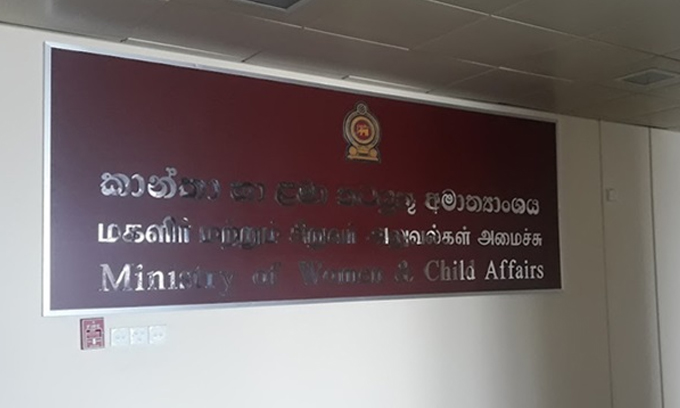 කාන්තා හා ළමා කටයුතු අමාත්‍යාංශය
மகளிர் மற்றும் சிறுவர் அலுவல்கள் அமைச்சு
Ministry of Women & Child Affairs